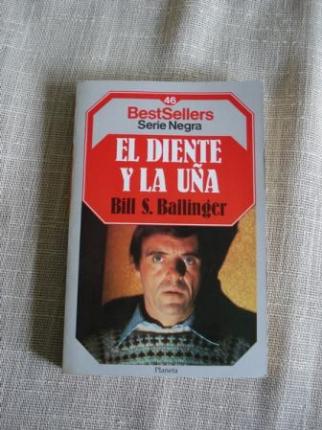 46
BestSellers
Serie Negra
EL DIENTE
Y LA UÑA
Bill S. Ballinger
Planeta